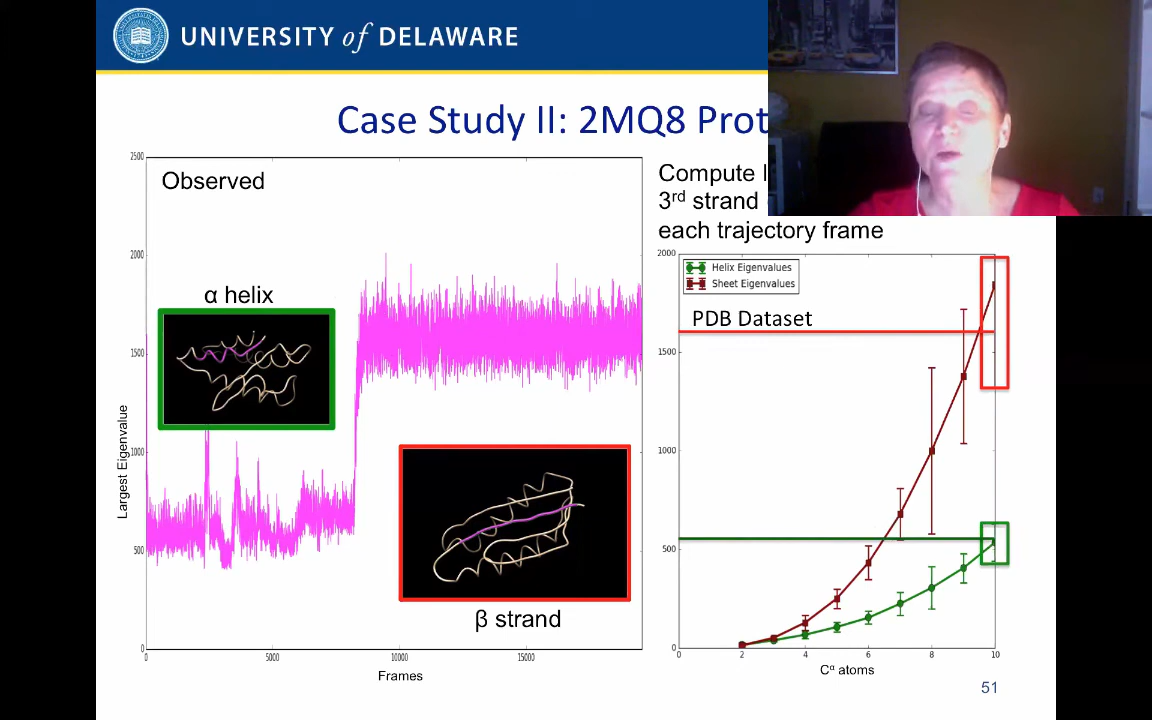 UNIVERSITY of DELAWARE
Case Study II: 2MQ8 Prot
Observed
2500
2000
1500
1000
500
0
0
5000
10000
15000
Largest Eigenvalue
Frames
α helix
β strand
Compute
3rd strand
each trajectory frame
2000
1500
1000
500
0
0
2
4
6
8
10
Helix Eigenvalues
Sheet Eigenvalues
PDB Dataset
Cα atoms
51